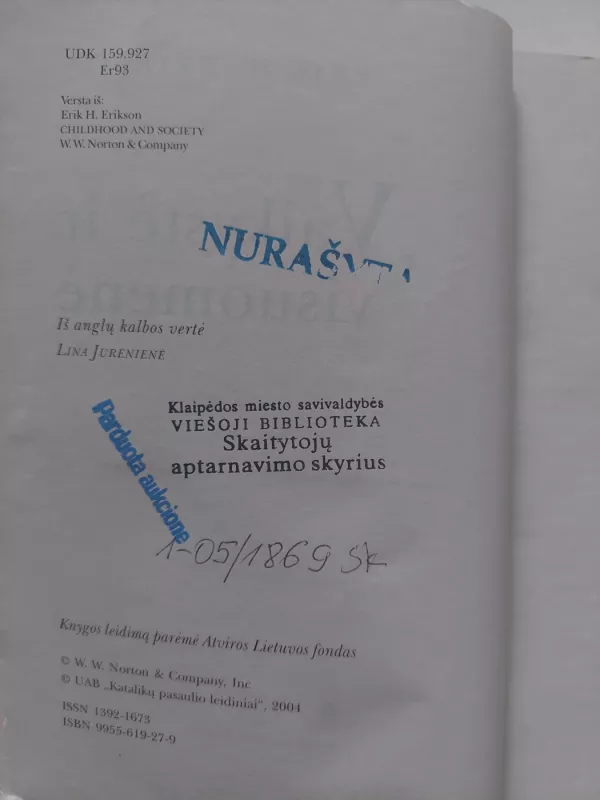 UDK 159.927
Er93
Versta iš:
Erik H. Erikson
CHILDHOOD AND SOCIETY
W. W. Norton & Company
NURAŠYTA
Iš anglų kalbos vertė
LINA JURĖNIENĖ
Klaipėdos miesto savivaldybės
VIEŠOJI BIBLIOTEKA
Skaitytojų
aptarnavimo skyrius
Parduota aukcione
1-05/1869 Sk
Knygos leidimą parėmė Atviros Lietuvos fondas
© W. W. Norton & Company, Inc
© UAB „Katalikų pasaulio leidiniai“, 2004
ISSN 1392-1673
ISBN 9955-619-27-9